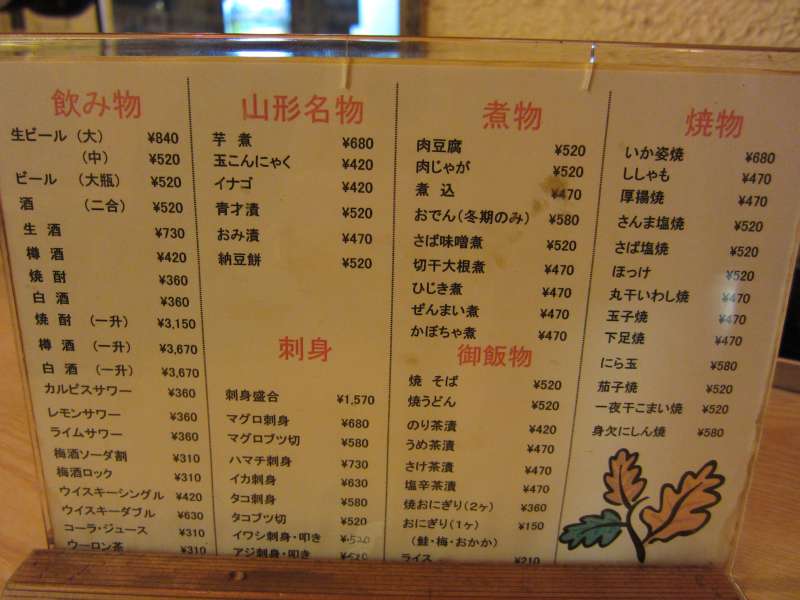 飲み物
生ビール（大） ¥840
（中） ¥520
ビール （大瓶） ¥520
酒 （二合） ¥520
生酒 ¥730
樽酒 ¥420
焼酎 ¥360
白酒 ¥360
焼酎 （一升） ¥3,150
樽酒 （一升） ¥3,670
白酒 （一升） ¥3,670
カルピスサワー ¥360
レモンサワー ¥360
ライムサワー ¥360
梅酒ソーダ割 ¥310
梅酒ロック ¥310
ウイスキーシングル ¥420
ウイスキーダブル ¥630
コーラ・ジュース ¥310
ウーロン茶 ¥310
山形名物
芋煮 ¥680
玉こんにゃく ¥420
イナゴ ¥420
青才漬 ¥520
おみ漬 ¥470
納豆餅 ¥520
刺身
刺身盛合 ¥1,570
マグロ刺身 ¥680
マグロブツ切 ¥580
ハマチ刺身 ¥730
イカ刺身 ¥630
タコ刺身 ¥580
タコブツ切 ¥520
イワシ刺身・叩き ¥520
アジ刺身・叩き ¥520
煮物
肉豆腐 ¥520
肉じゃが ¥520
煮込 ¥470
おでん（冬期のみ） ¥580
さば味噌煮 ¥520
切干大根煮 ¥470
ひじき煮 ¥470
ぜんまい煮 ¥470
かぼちゃ煮 ¥470
御飯物
焼そば ¥520
焼うどん ¥520
のり茶漬 ¥420
うめ茶漬 ¥470
さけ茶漬 ¥470
塩辛茶漬 ¥470
焼おにぎり（2ヶ） ¥360
おにぎり（1ヶ） ¥150
（鮭・梅・おかか）
ライス ¥210
焼物
いか姿焼 ¥680
ししゃも ¥470
厚揚焼 ¥470
さんま塩焼 ¥520
さば塩焼 ¥520
ほっけ ¥520
丸干いわし焼 ¥470
玉子焼 ¥470
下足焼 ¥470
にら玉 ¥580
茄子焼 ¥520
一夜干こまい焼 ¥520
身欠にしん焼 ¥580